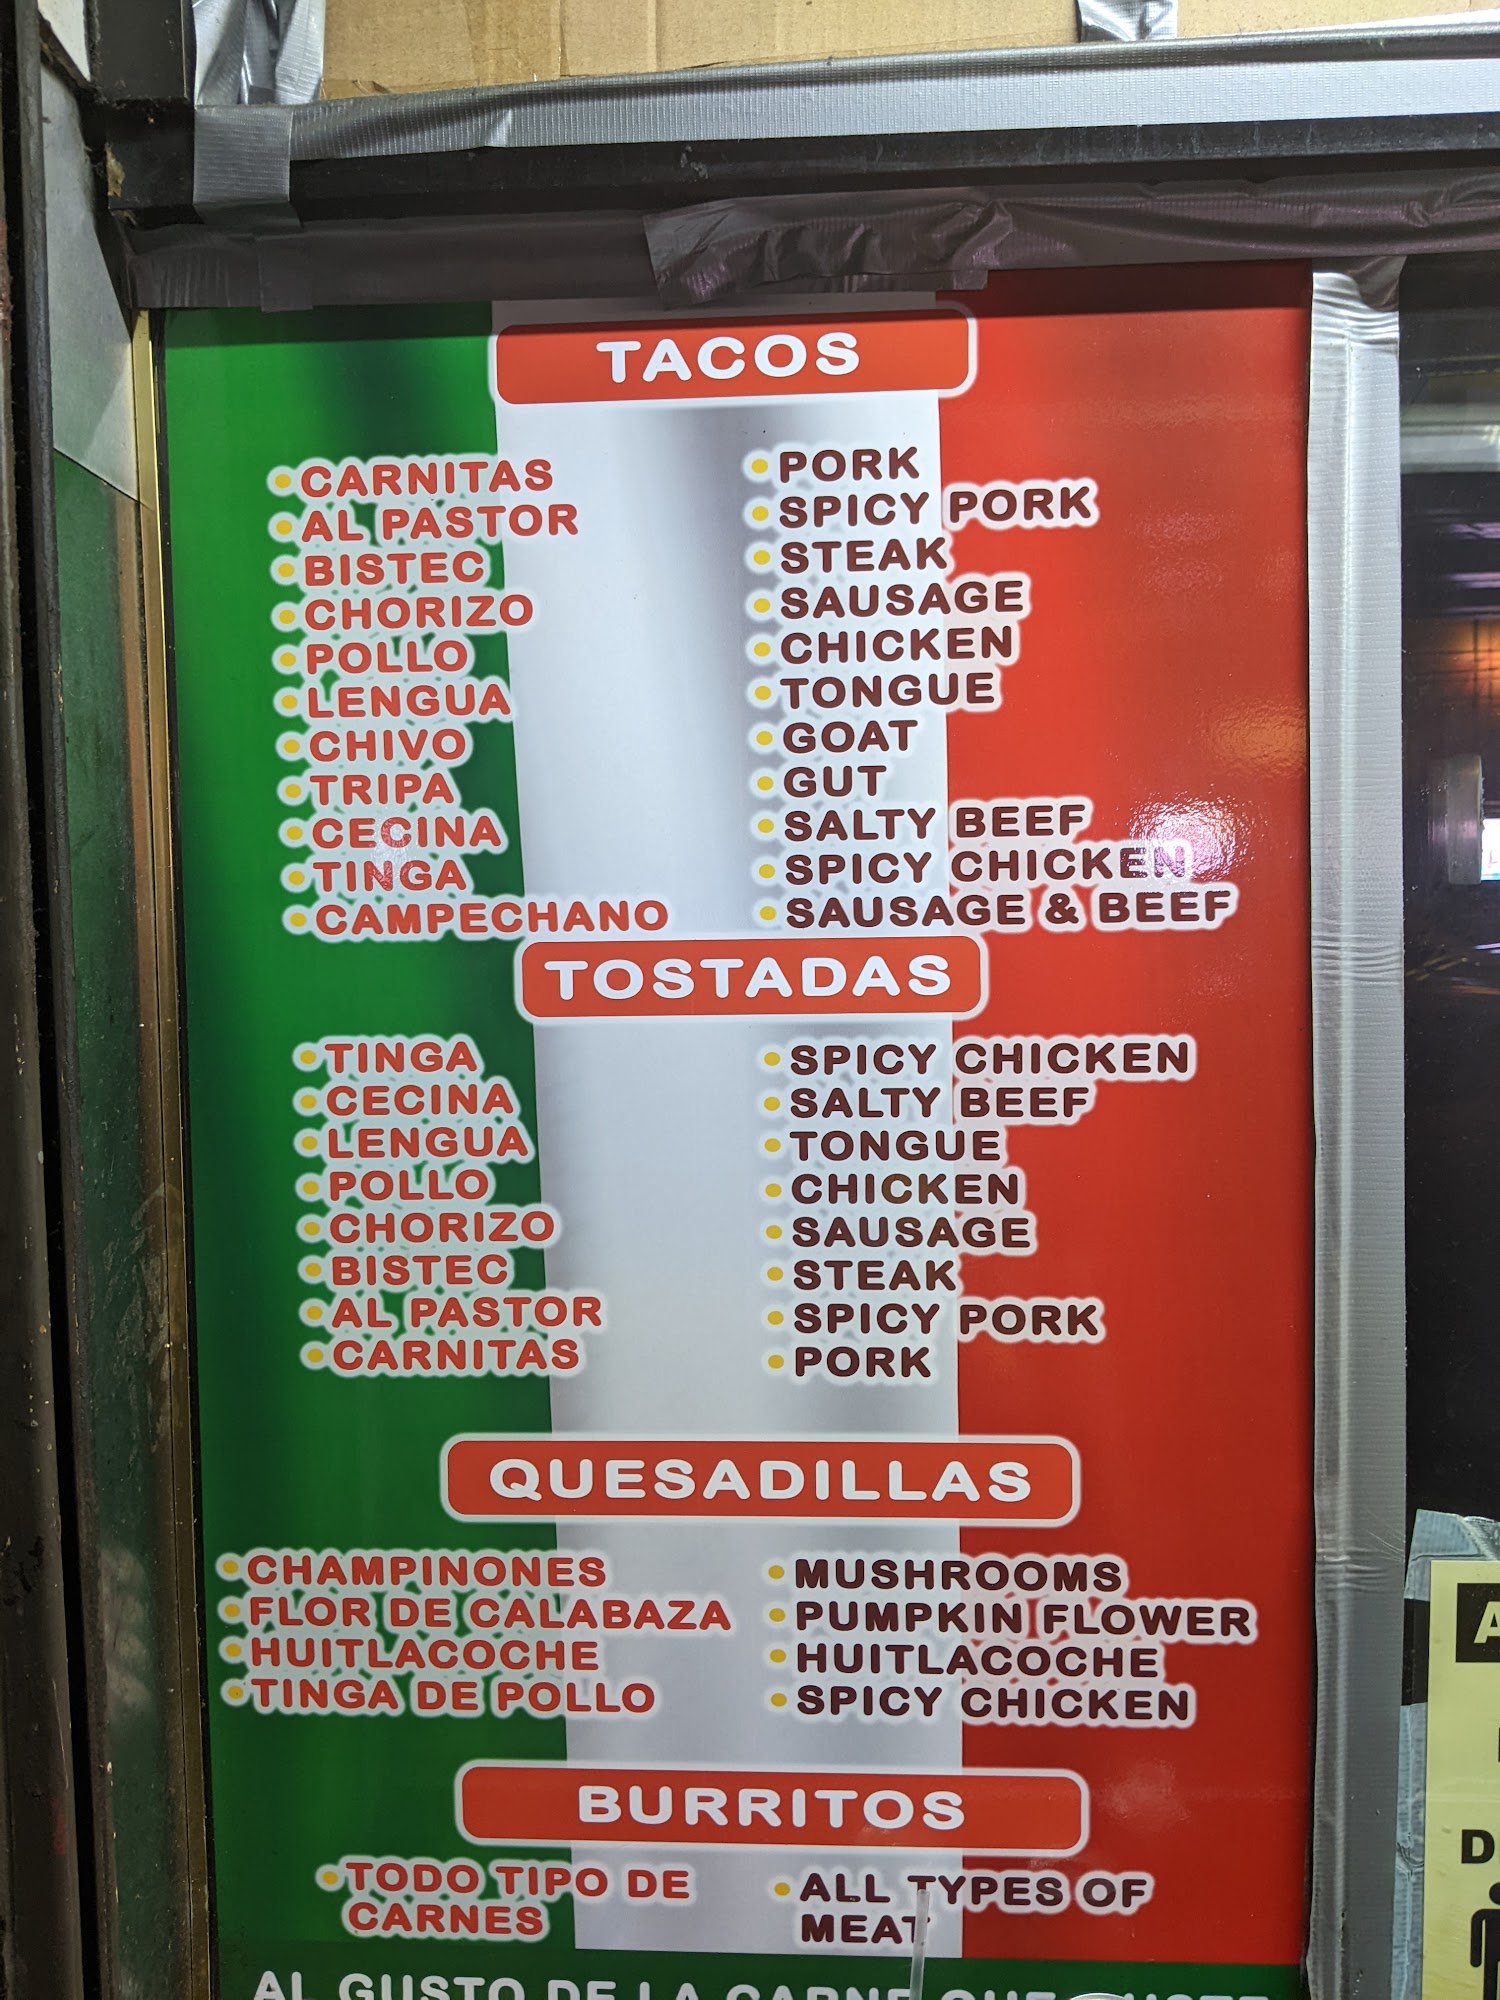 TACOS
CARNITAS
PORK
AL PASTOR
SPICY PORK
BISTEC
STEAK
CHORIZO
SAUSAGE
POLLO
CHICKEN
LENGUA
TONGUE
CHIVO
GOAT
TRIPA
GUT
CECINA
SALTY BEEF
TINGA
SPICY CHICKEN
CAMPECHANO
SAUSAGE & BEEF
TOSTADAS
TINGA
SPICY CHICKEN
CECINA
SALTY BEEF
LENGUA
TONGUE
POLLO
CHICKEN
CHORIZO
SAUSAGE
BISTEC
STEAK
AL PASTOR
SPICY PORK
CARNITAS
PORK
QUESADILLAS
CHAMPINONES
MUSHROOMS
FLOR DE CALABAZA
PUMPKIN FLOWER
HUITLACOCHE
HUITLACOCHE
TINGA DE POLLO
SPICY CHICKEN
BURRITOS
TODO TIPO DE
CARNES
ALL TYPES OF
MEAT
AL GUSTO DE LA CARNE QUE